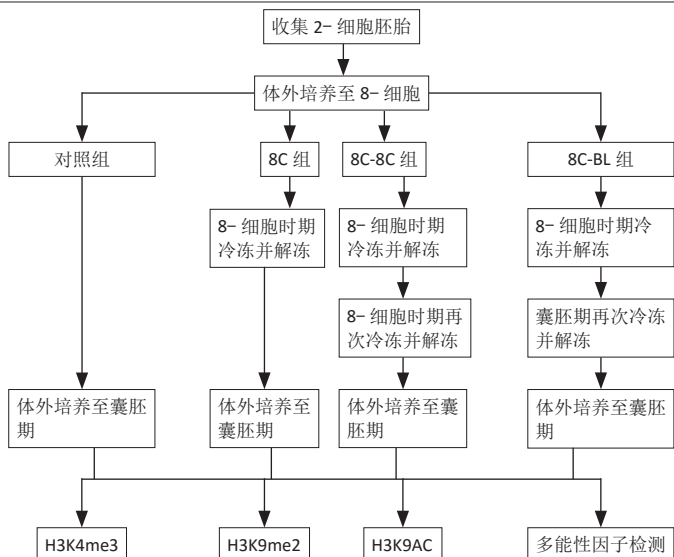 收集 2- 细胞胚胎
体外培养至 8- 细胞
对照组
8C 组
8C-8C 组
8C-BL 组
8- 细胞时期
冷冻并解冻
8- 细胞时期
冷冻并解冻
8- 细胞时期冷
冻并解冻
8- 细胞时期再
次冷冻并解冻
囊胚期再次冷冻
并解冻
体外培养至囊胚
期
体外培养至
囊胚期
体外培养至囊
胚期
体外培养至囊胚
期
H3K4me3
H3K9me2
H3K9AC
多能性因子检测